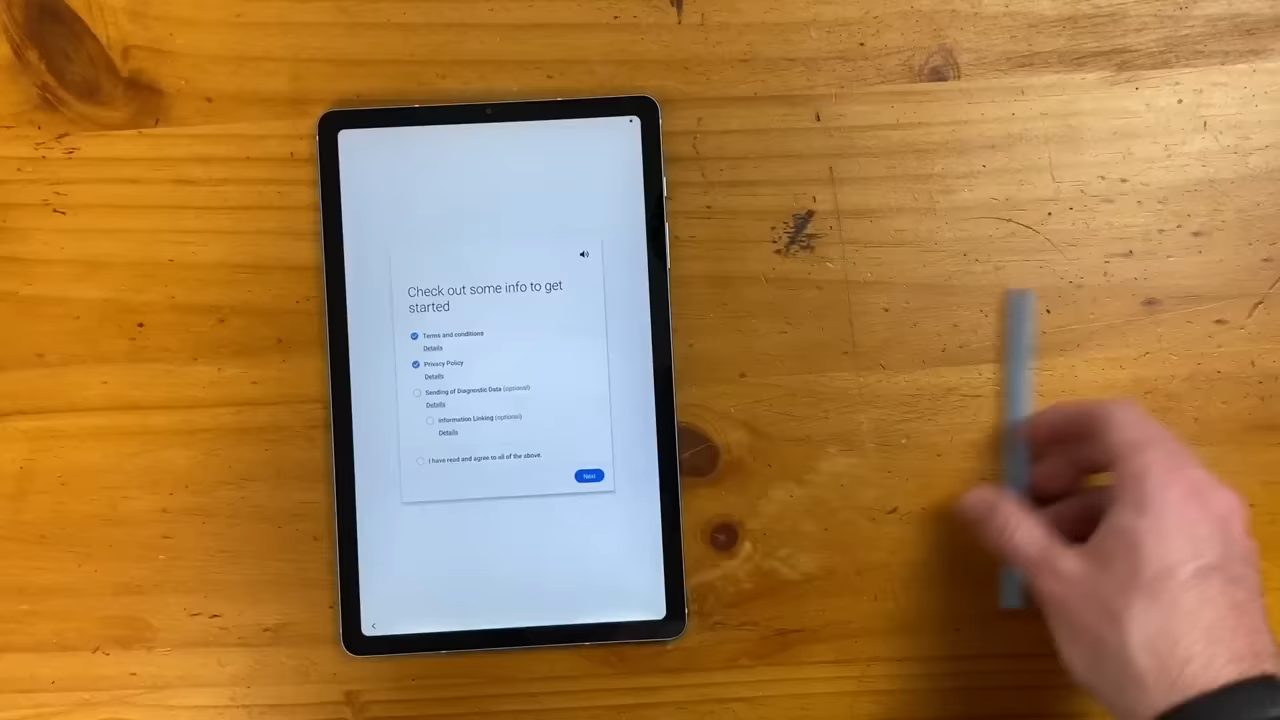 Check out some info to get
started
Terms and conditions
Details
Privacy Policy
Details
Sending of Diagnostic Data (optional)
Details
Information Linking (optional)
Details
I have read and agree to all of the above.
Next